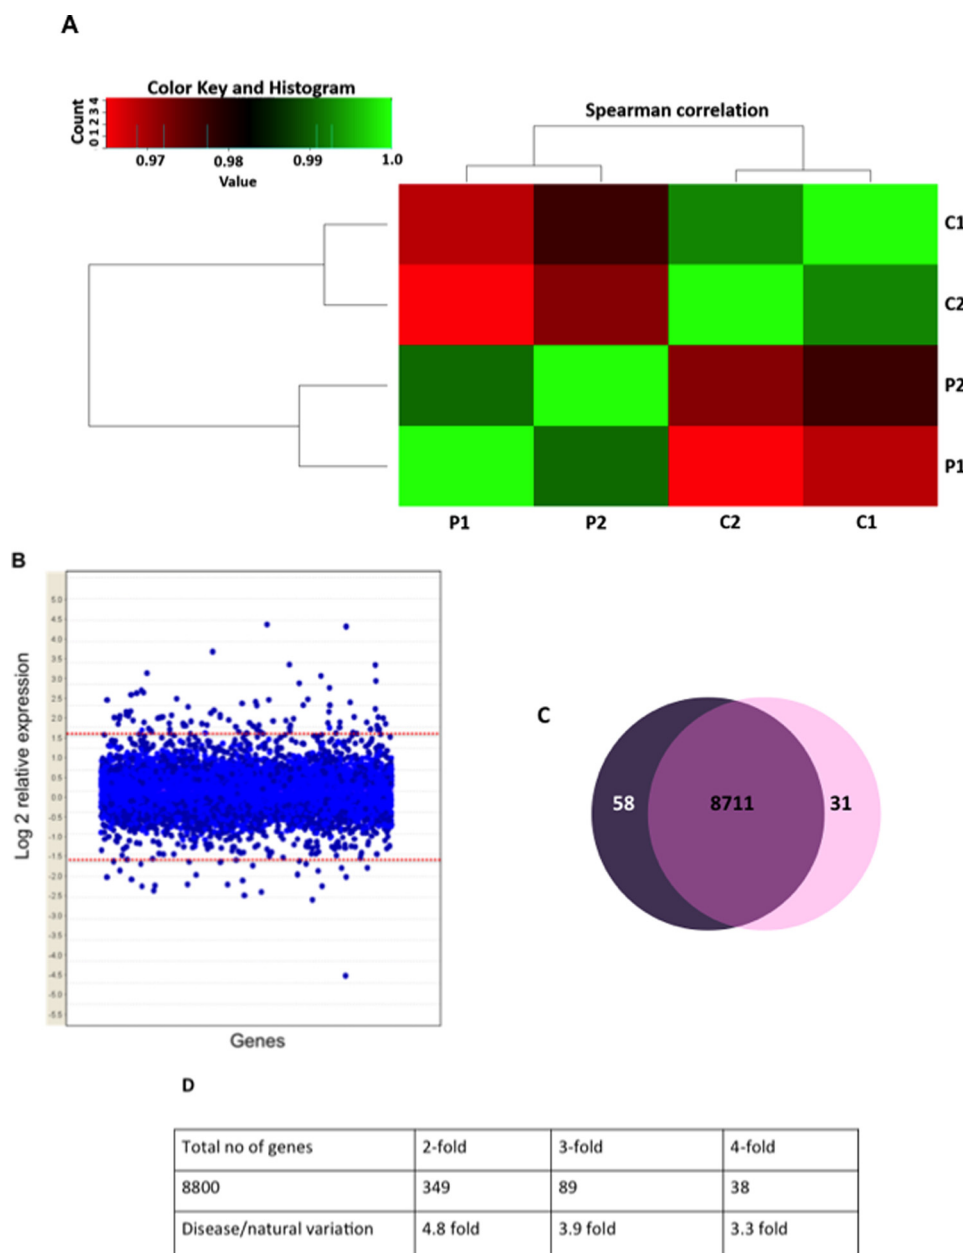 A
Color Key and Histogram
Count
0 1 2 3 4
0.97 0.98 0.99 1.0
Value
Spearman correlation
C1
C2
P2
P1
P1 P2 C2 C1
B
Log 2 relative expression
5.0
4.5
4.0
3.5
3.0
2.5
2.0
1.5
1.0
0.5
0.0
-0.5
-1.0
-1.5
-2.0
-2.5
-3.0
-3.5
-4.0
-4.5
-5.0
-5.5
Genes
C
58 8711 31
D
Total no of genes 2-fold 3-fold 4-fold
8800 349 89 38
Disease/natural variation 4.8 fold 3.9 fold 3.3 fold